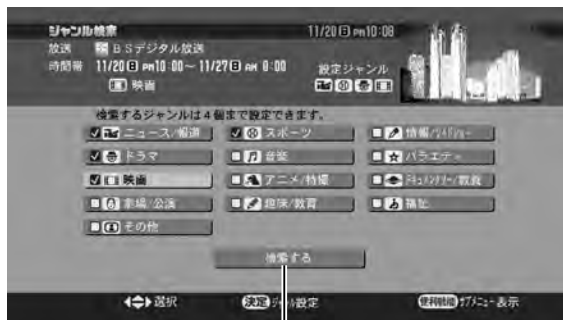 ジャンル検索 11/20 日 PM10:08
放送 BSデジタル放送
時間帯 11/20 日 PM10:00〜11/27 日 AM 0:00 設定ジャンル
映画
検索するジャンルは4個まで設定できます。
ニュース/報道 スポーツ 情報/ワイドショー
ドラマ 音楽 バラエティ
映画 アニメ/特撮 ドキュメンタリー/教養
劇場/公演 趣味/教育 福祉
その他
検索する
選択 決定 ジャンル設定 便利機能 サブメニュー表示